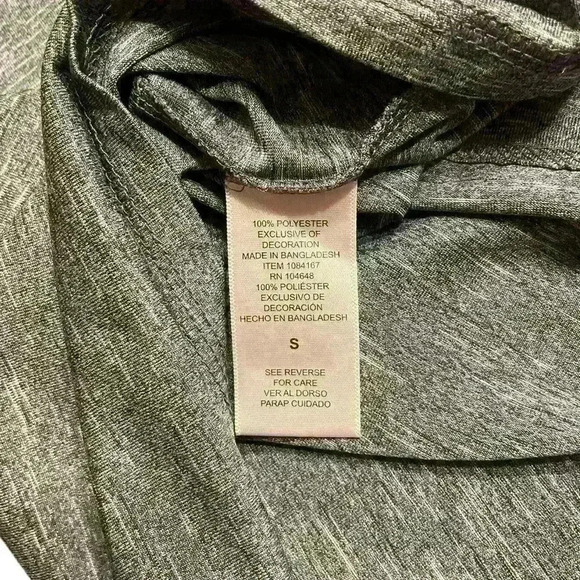 100% POLYESTER
EXCLUSIVE OF
DECORATION
MADE IN BANGLADESH
ITEM 1084167
RN 104648
100% POLIÉSTER
EXCLUSIVO DE
DECORACIÓN
HECHO EN BANGLADESH
S
SEE REVERSE
FOR CARE
VER AL DORSO
PARAP CUIDADO